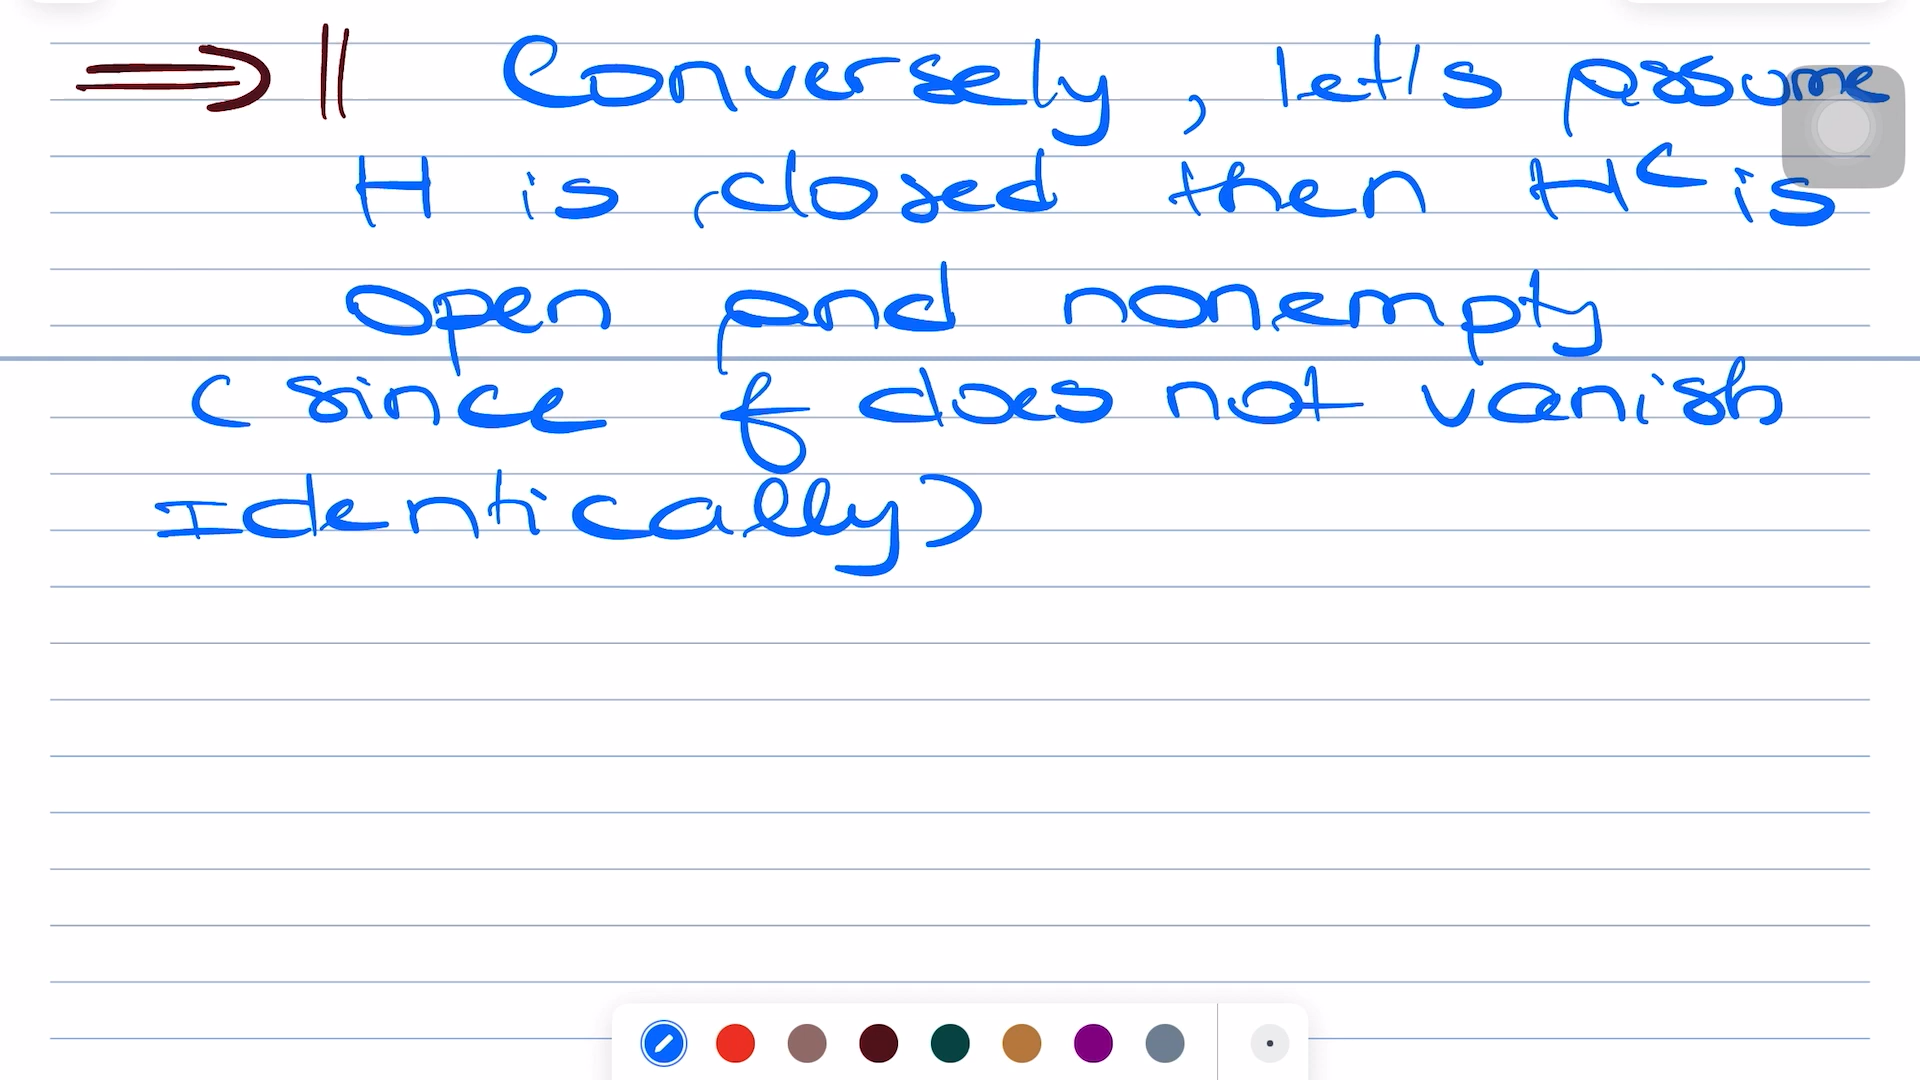 ⇒ || Conversely, let's assume
H is closed then H^c is
open and nonempty
(since f does not vanish
Identically)